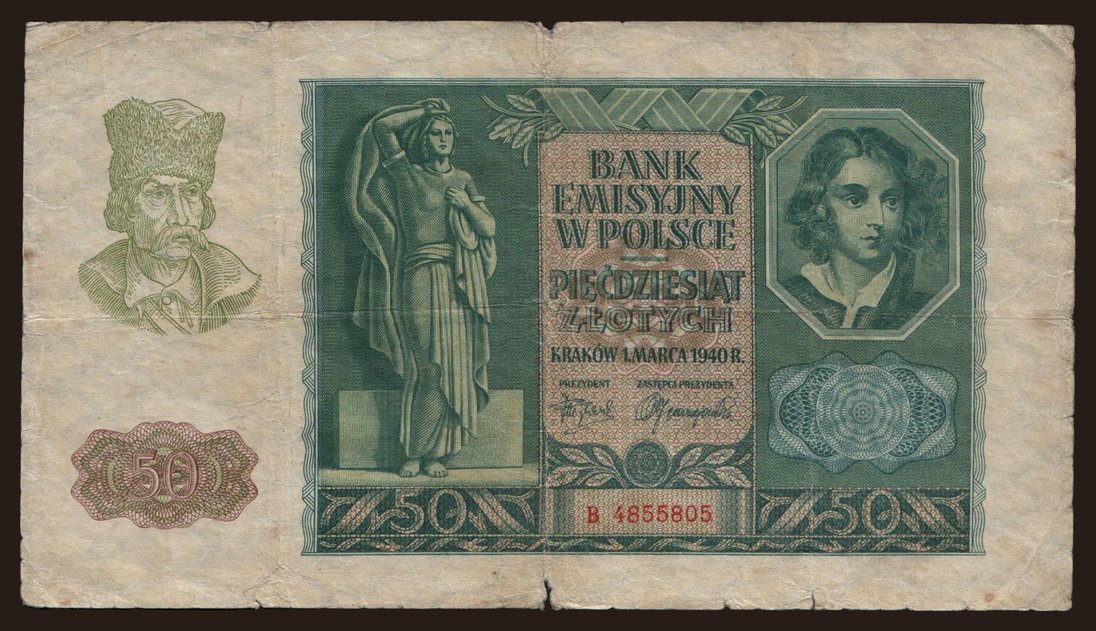 BANK
EMISYJNY
W POLSCE
PIĘĆDZIESIĄT
ZŁOTYCH
KRAKÓW 1. MARCA 1940 R.
PREZYDENT ZASTĘPCA PREZYDENTA
50
50
B 4855805
50